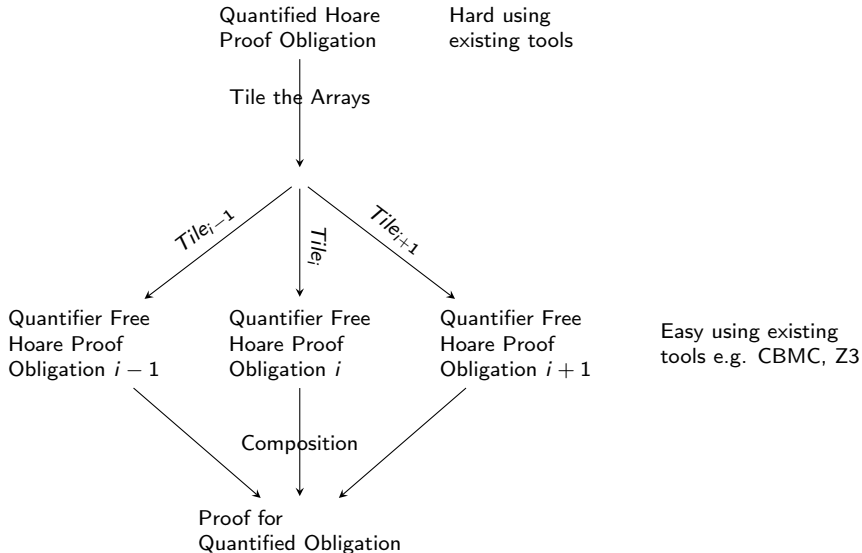 Quantified Hoare
Proof Obligation
Hard using
existing tools
Tile the Arrays
Tile_{i−1}
Tile_i
Tile_{i+1}
Quantifier Free
Hoare Proof
Obligation i − 1
Quantifier Free
Hoare Proof
Obligation i
Quantifier Free
Hoare Proof
Obligation i + 1
Easy using existing
tools e.g. CBMC, Z3
Composition
Proof for
Quantified Obligation